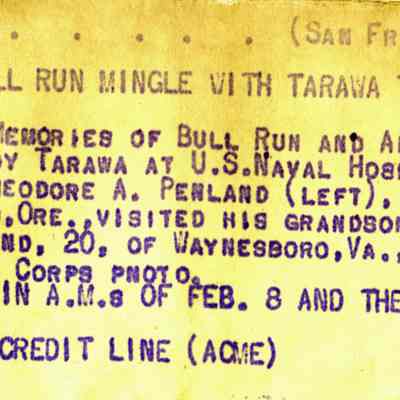 . . . . . (SAN FR
LL RUN MINGLE WITH TARAWA
MEMORIES OF BULL RUN AND A
BY TARAWA AT U.S.NAVAL HOS
HEODORE A. PENLAND (LEFT),
,ORE.,VISITED HIS GRANDSO
ND, 20, OF WAYNESBORO,VA.,
CORPS PHOTO.
IN A.M.S OF FEB. 8 AND THE
CREDIT LINE (ACME)